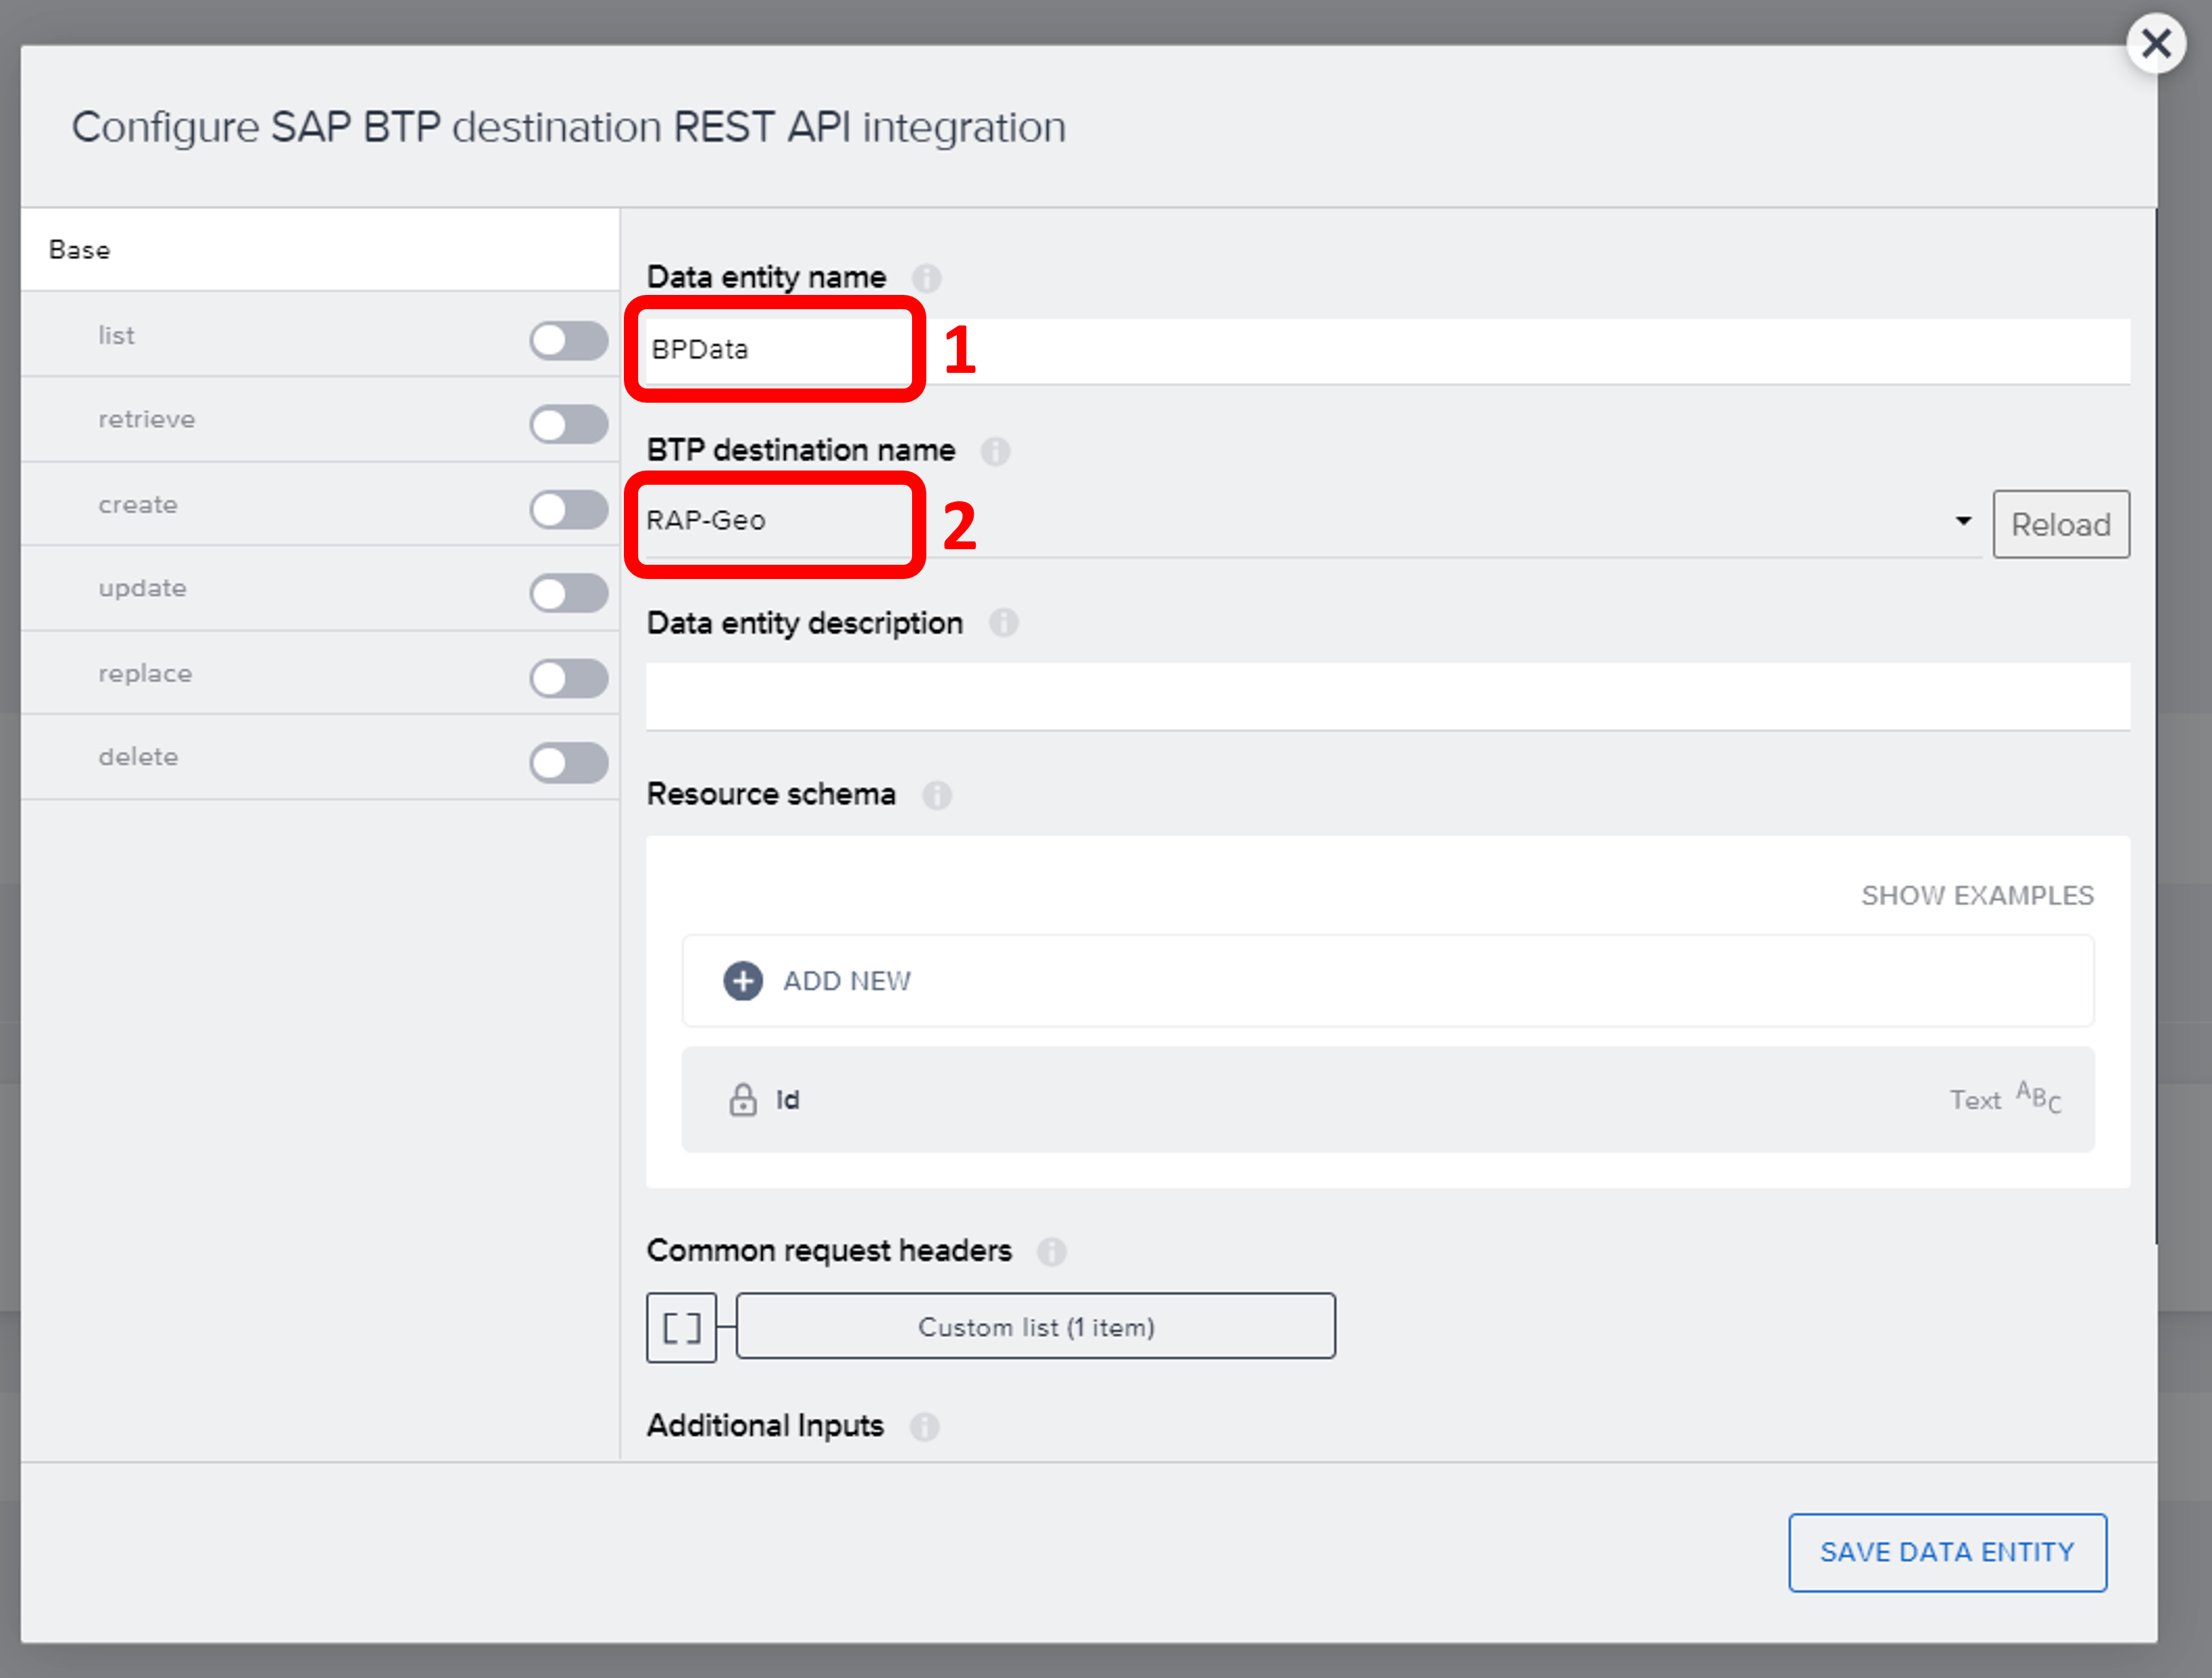 Configure SAP BTP destination REST API integration
Base
list
retrieve
create
update
replace
delete
Data entity name
BPData
1
BTP destination name
RAP-Geo
2
Reload
Data entity description
Resource schema
SHOW EXAMPLES
ADD NEW
id
Text ABC
Common request headers
Custom list (1 item)
Additional Inputs
SAVE DATA ENTITY